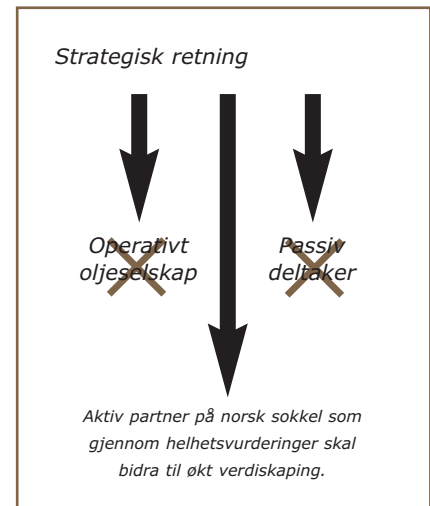 Strategisk retning
Operativt
oljeselskap
Passiv
deltaker
Aktiv partner på norsk sokkel som
gjennom helhetsvurderinger skal
bidra til økt verdiskaping.